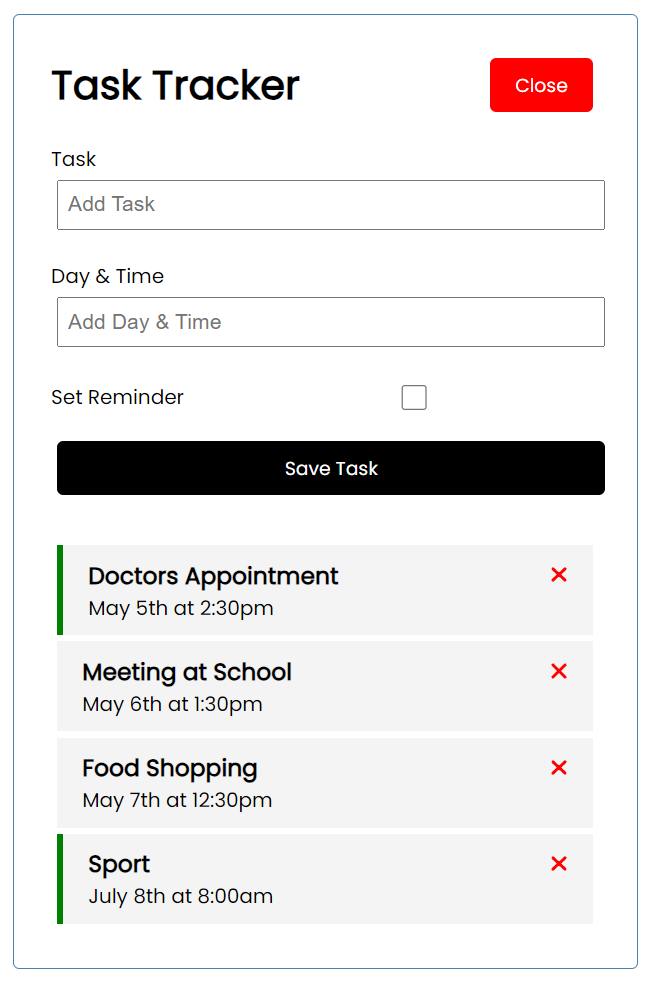 Task Tracker
Close
Task
Add Task
Day & Time
Add Day & Time
Set Reminder
Save Task
Doctors Appointment
May 5th at 2:30pm
Meeting at School
May 6th at 1:30pm
Food Shopping
May 7th at 12:30pm
Sport
July 8th at 8:00am